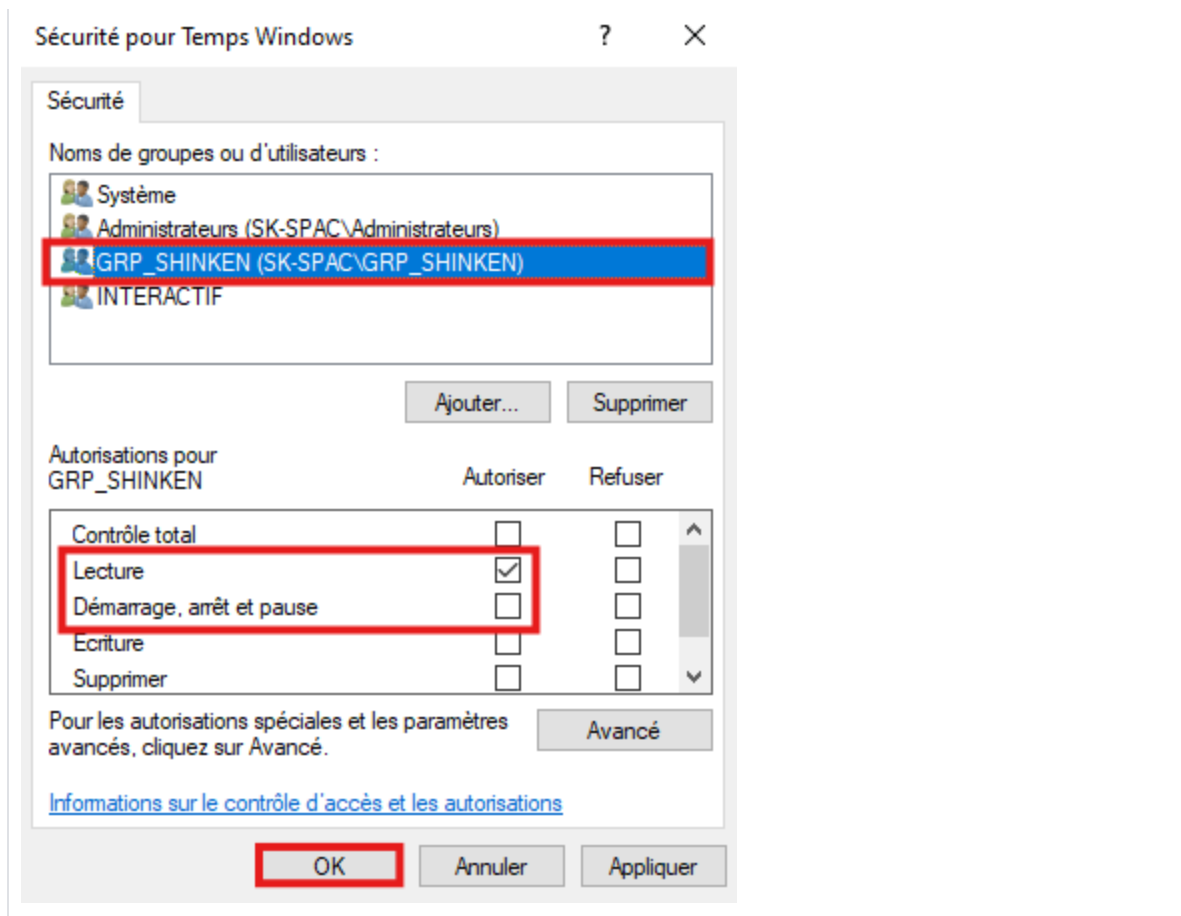 Sécurité pour Temps Windows ?
Sécurité
Noms de groupes ou d'utilisateurs :
Système
Administrateurs (SK-SPAC\Administrateurs)
GRP_SHINKEN (SK-SPAC\GRP_SHINKEN)
INTERACTIF
Ajouter... Supprimer
Autorisations pour
GRP_SHINKEN Autoriser Refuser
Contrôle total
Lecture
Démarrage, arrêt et pause
Ecriture
Supprimer
Pour les autorisations spéciales et les paramètres
avancés, cliquez sur Avancé.
Avancé
Informations sur le contrôle d'accès et les autorisations
OK Annuler Appliquer